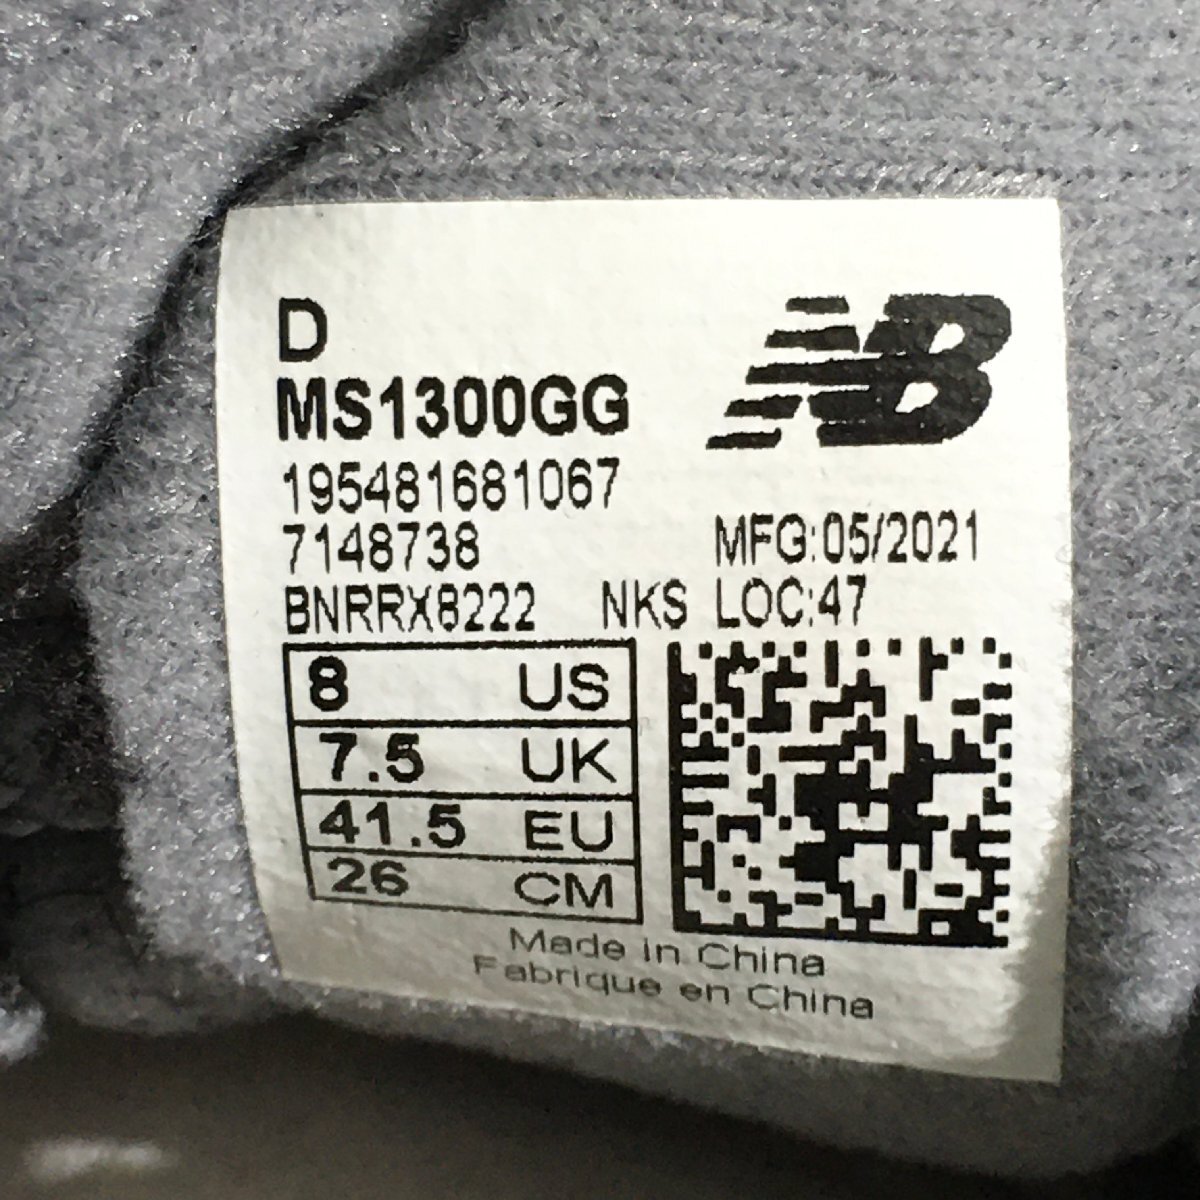 D
NB
MS1300GG
195481681067
7148738
MFG:05/2021
BNRRX8222 NKS LOC:47
8 US
7.5 UK
41.5 EU
26 CM
Made in China
Fabrique en China